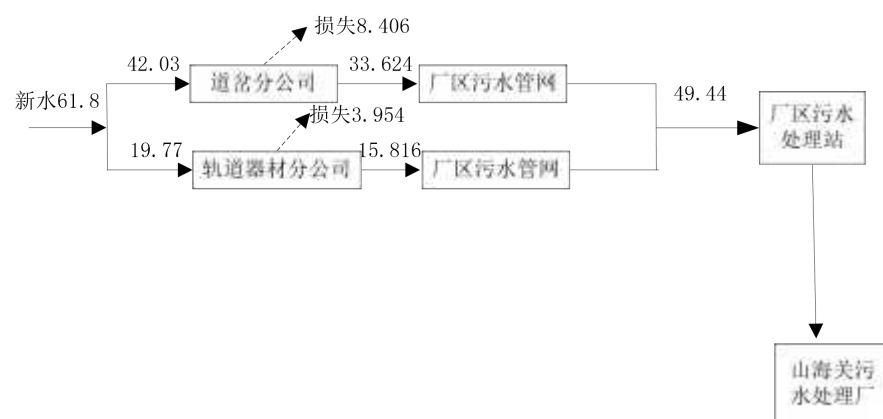 损失8.406
42.03
道岔分公司
33.624
厂区污水管网
新水61.8
49.44
厂区污水
处理站
损失3.954
19.77
轨道器材分公司
15.816
厂区污水管网
山海关污
水处理厂